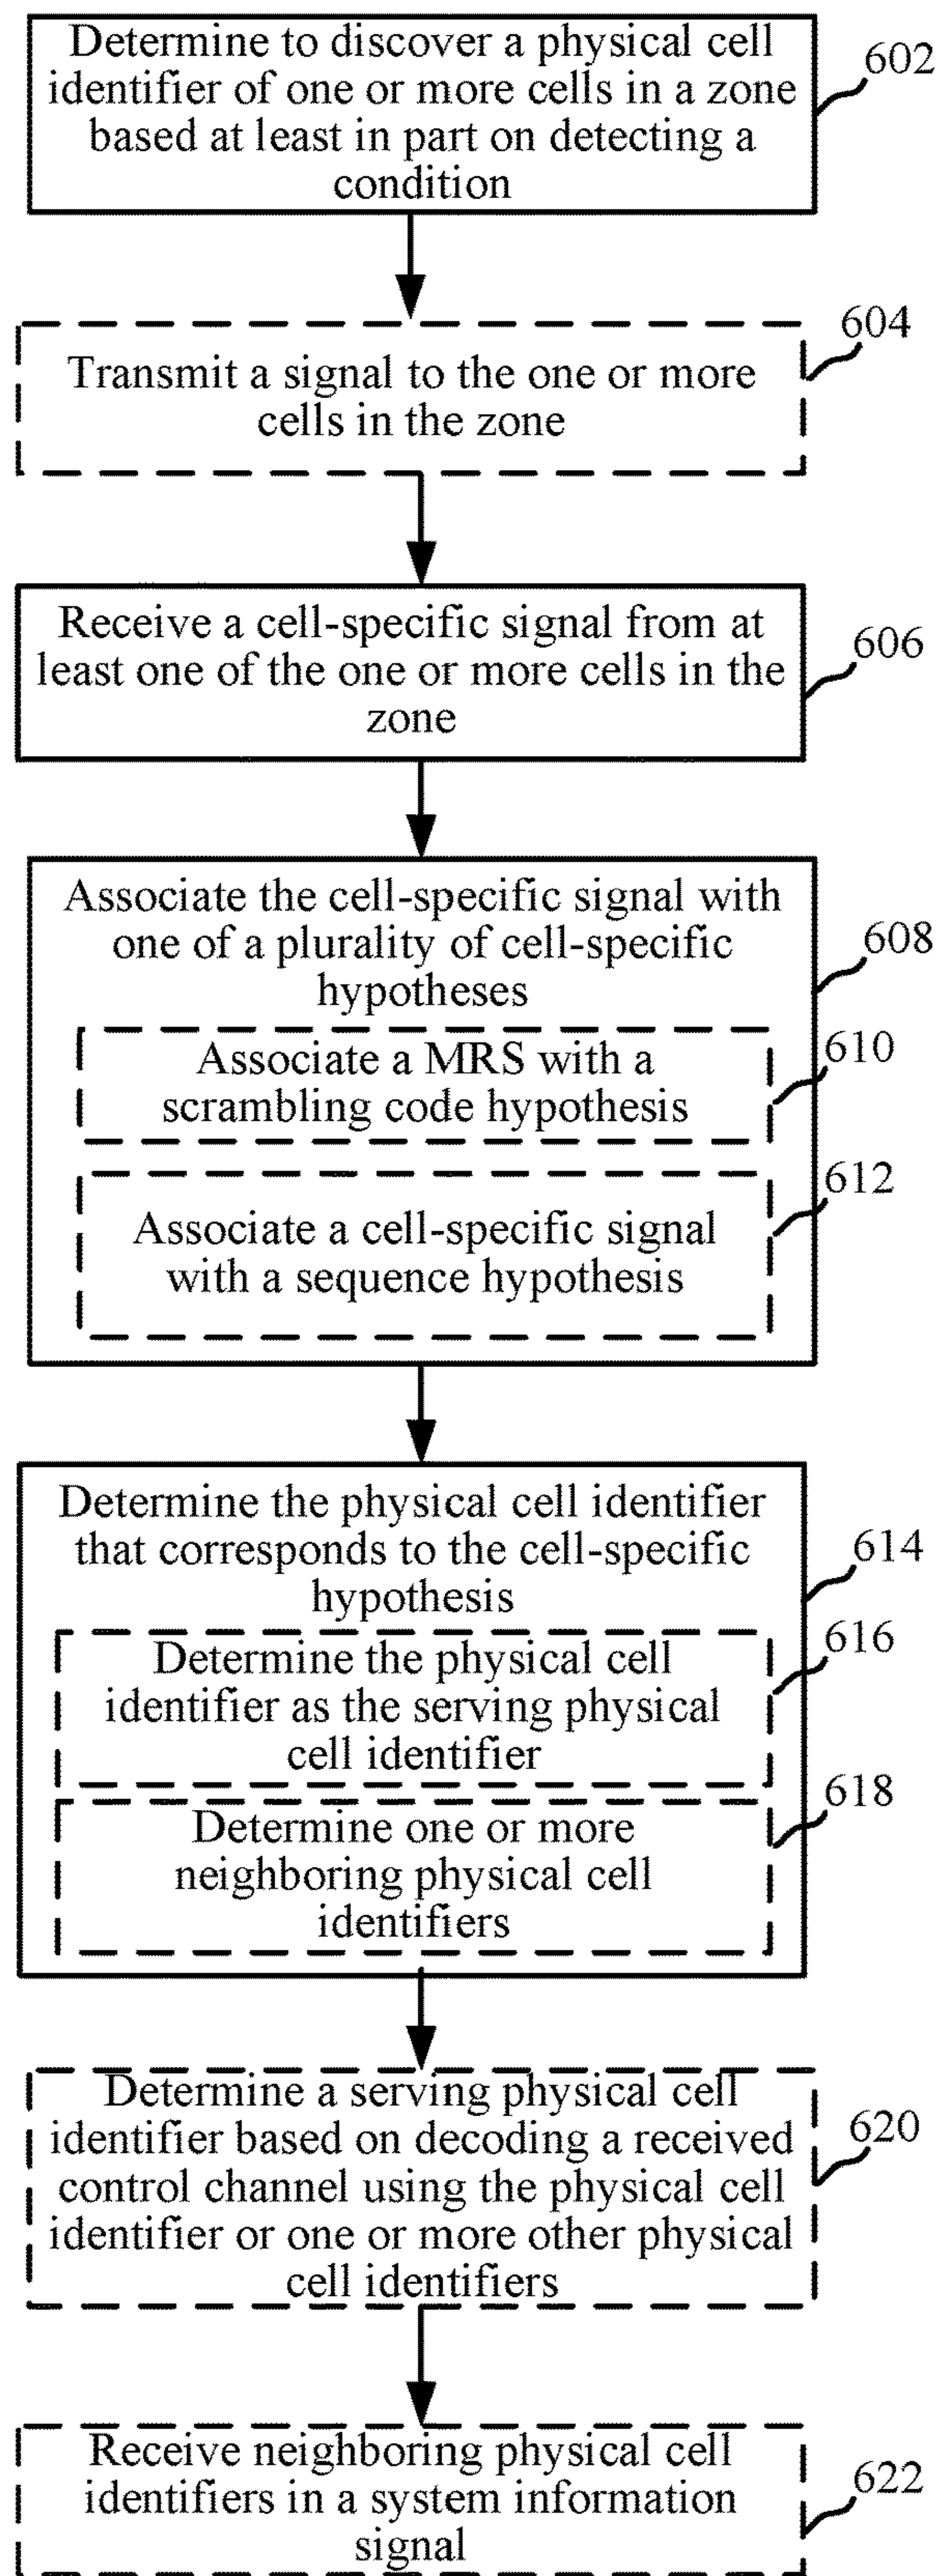 Determine to discover a physical cell
identifier of one or more cells in a zone
based at least in part on detecting a
condition
602
Transmit a signal to the one or more
cells in the zone
604
Receive a cell-specific signal from at
least one of the one or more cells in the
zone
606
Associate the cell-specific signal with
one of a plurality of cell-specific
hypotheses
608
Associate a MRS with a
scrambling code hypothesis
610
Associate a cell-specific signal
with a sequence hypothesis
612
Determine the physical cell identifier
that corresponds to the cell-specific
hypothesis
614
Determine the physical cell
identifier as the serving physical
cell identifier
616
Determine one or more
neighboring physical cell
identifiers
618
Determine a serving physical cell
identifier based on decoding a received
control channel using the physical cell
identifier or one or more other physical
cell identifiers
620
Receive neighboring physical cell
identifiers in a system information
signal
622